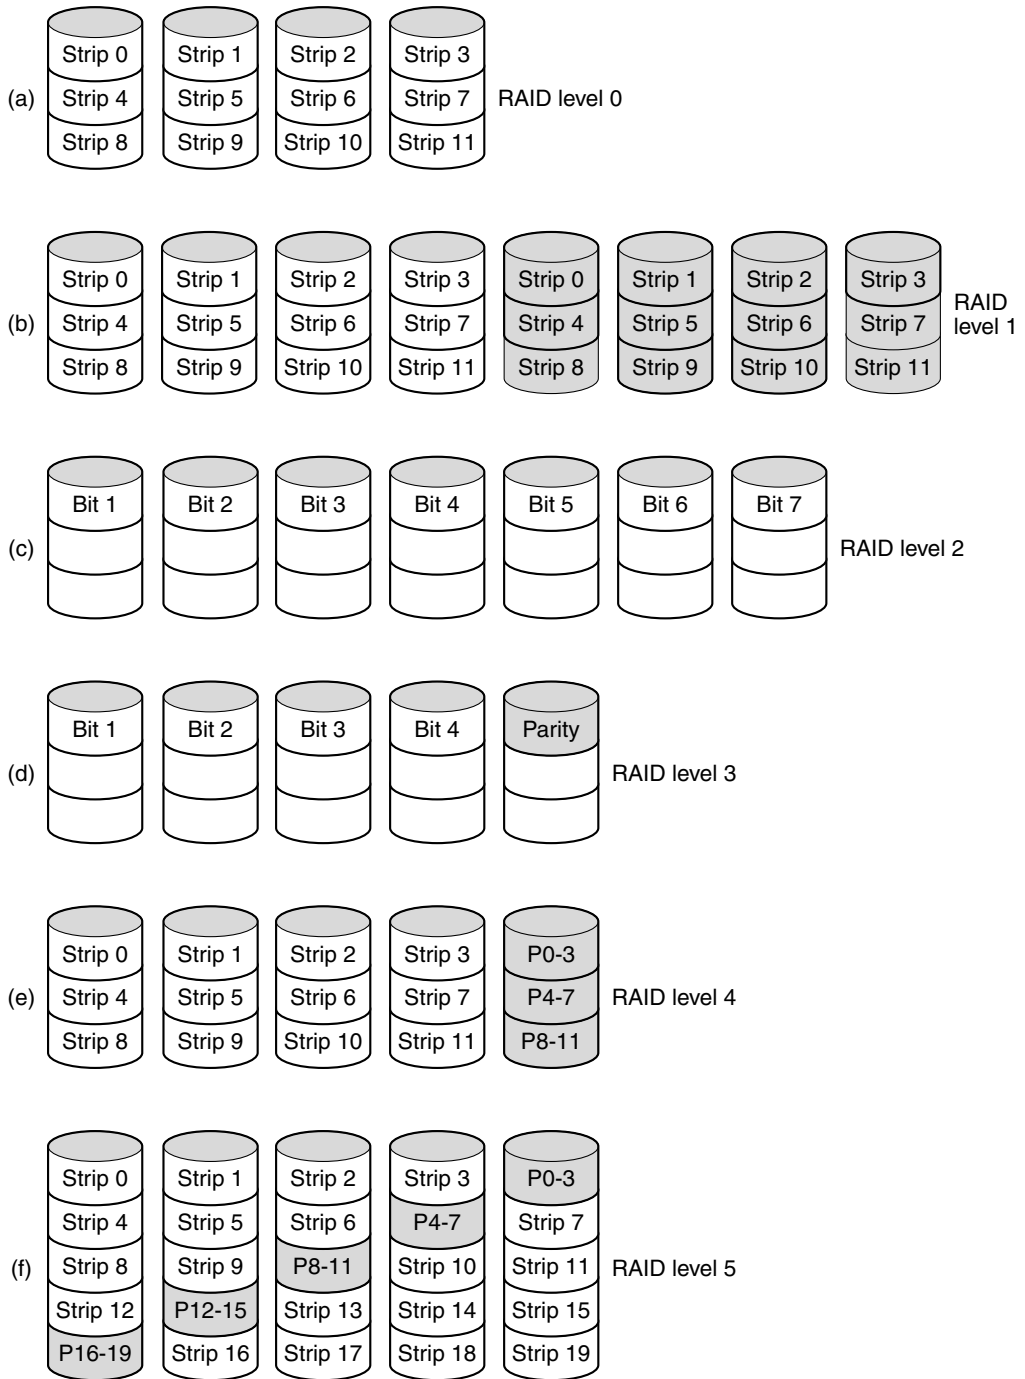 Strip 0 Strip 1 Strip 2 Strip 3
(a) Strip 4 Strip 5 Strip 6 Strip 7 RAID level 0
Strip 8 Strip 9 Strip 10 Strip 11
Strip 0 Strip 1 Strip 2 Strip 3 Strip 0 Strip 1 Strip 2 Strip 3
(b) Strip 4 Strip 5 Strip 6 Strip 7 Strip 4 Strip 5 Strip 6 Strip 7 RAID level 1
Strip 8 Strip 9 Strip 10 Strip 11 Strip 8 Strip 9 Strip 10 Strip 11
Bit 1 Bit 2 Bit 3 Bit 4 Bit 5 Bit 6 Bit 7
(c) RAID level 2
Bit 1 Bit 2 Bit 3 Bit 4 Parity
(d) RAID level 3
Strip 0 Strip 1 Strip 2 Strip 3 P0-3
(e) Strip 4 Strip 5 Strip 6 Strip 7 P4-7 RAID level 4
Strip 8 Strip 9 Strip 10 Strip 11 P8-11
Strip 0 Strip 1 Strip 2 Strip 3 P0-3
Strip 4 Strip 5 Strip 6 P4-7 Strip 7
(f) Strip 8 Strip 9 P8-11 Strip 10 Strip 11 RAID level 5
Strip 12 P12-15 Strip 13 Strip 14 Strip 15
P16-19 Strip 16 Strip 17 Strip 18 Strip 19